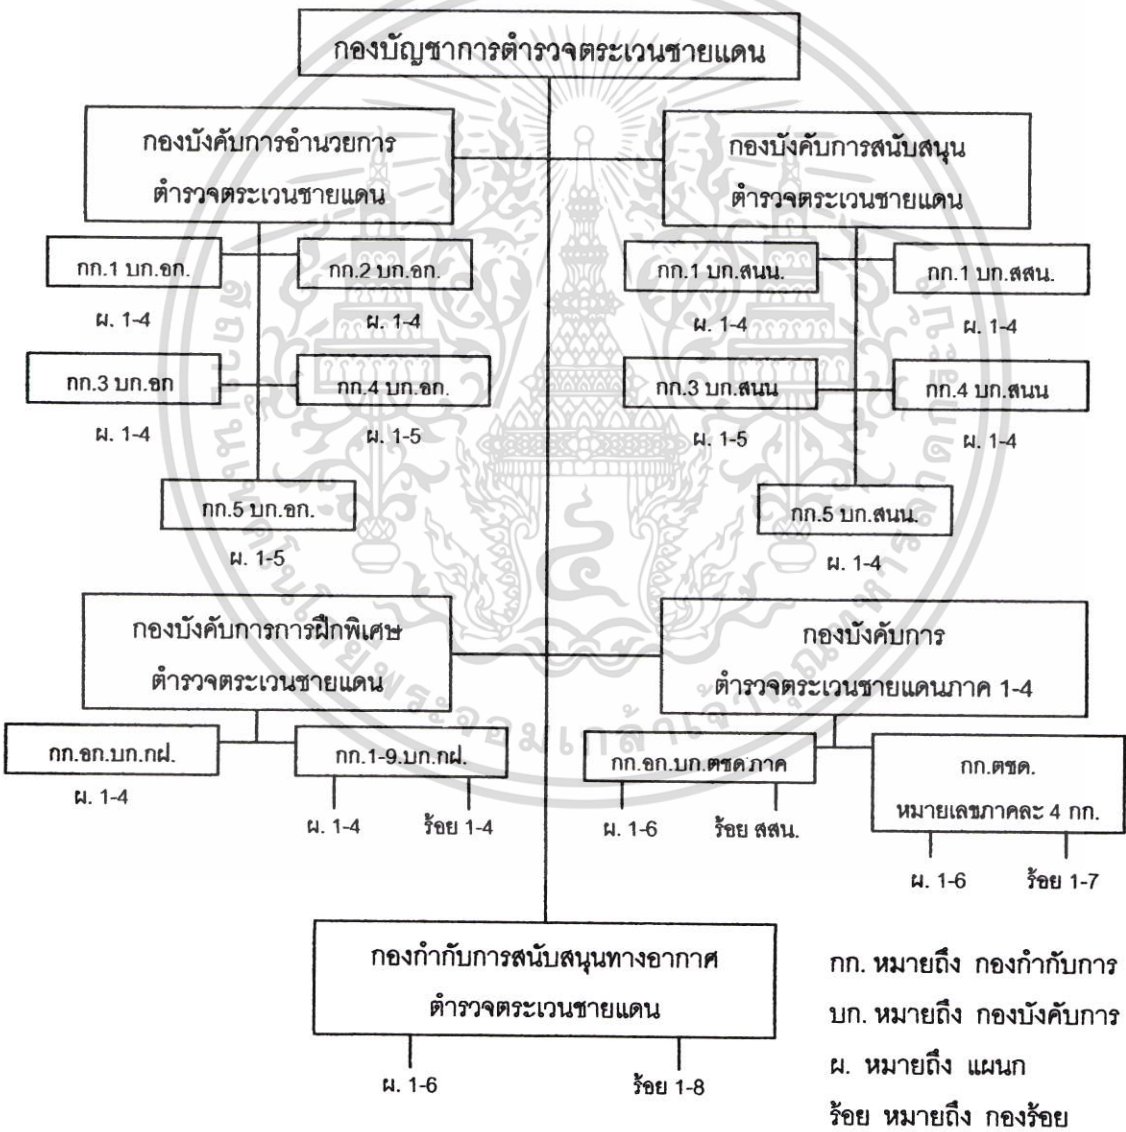 กองบัญชาการตำรวจตระเวนชายแดน
กองบังคับการอำนวยการ
ตำรวจตระเวนชายแดน
กองบังคับการสนับสนุน
ตำรวจตระเวนชายแดน
กก.1 บก.อก.
กก.2 บก.อก.
กก.1 บก.สนน.
กก.1 บก.สสน.
ผ. 1-4
ผ. 1-4
ผ. 1-4
ผ. 1-4
กก.3 บก.อก
กก.4 บก.อก.
กก.3 บก.สนน
กก.4 บก.สนน
ผ. 1-4
ผ. 1-5
ผ. 1-5
ผ. 1-4
กก.5 บก.อก.
กก.5 บก.สนน.
ผ. 1-5
ผ. 1-4
กองบังคับการการฝึกพิเศษ
ตำรวจตระเวนชายแดน
กองบังคับการ
ตำรวจตระเวนชายแดนภาค 1-4
กก.อก.บก.กฝ.
กก.1-9.บก.กฝ.
กก.อก.บก.ตชด.ภาค
กก.ตชด.
หมายเลขภาคละ 4 กก.
ผ. 1-4
ผ. 1-4
ร้อย 1-4
ผ. 1-6
ร้อย สสน.
ผ. 1-6
ร้อย 1-7
กองกำกับการสนับสนุนทางอากาศ
ตำรวจตระเวนชายแดน
ผ. 1-6
ร้อย 1-8
กก. หมายถึง กองกำกับการ
บก. หมายถึง กองบังคับการ
ผ. หมายถึง แผนก
ร้อย หมายถึง กองร้อย